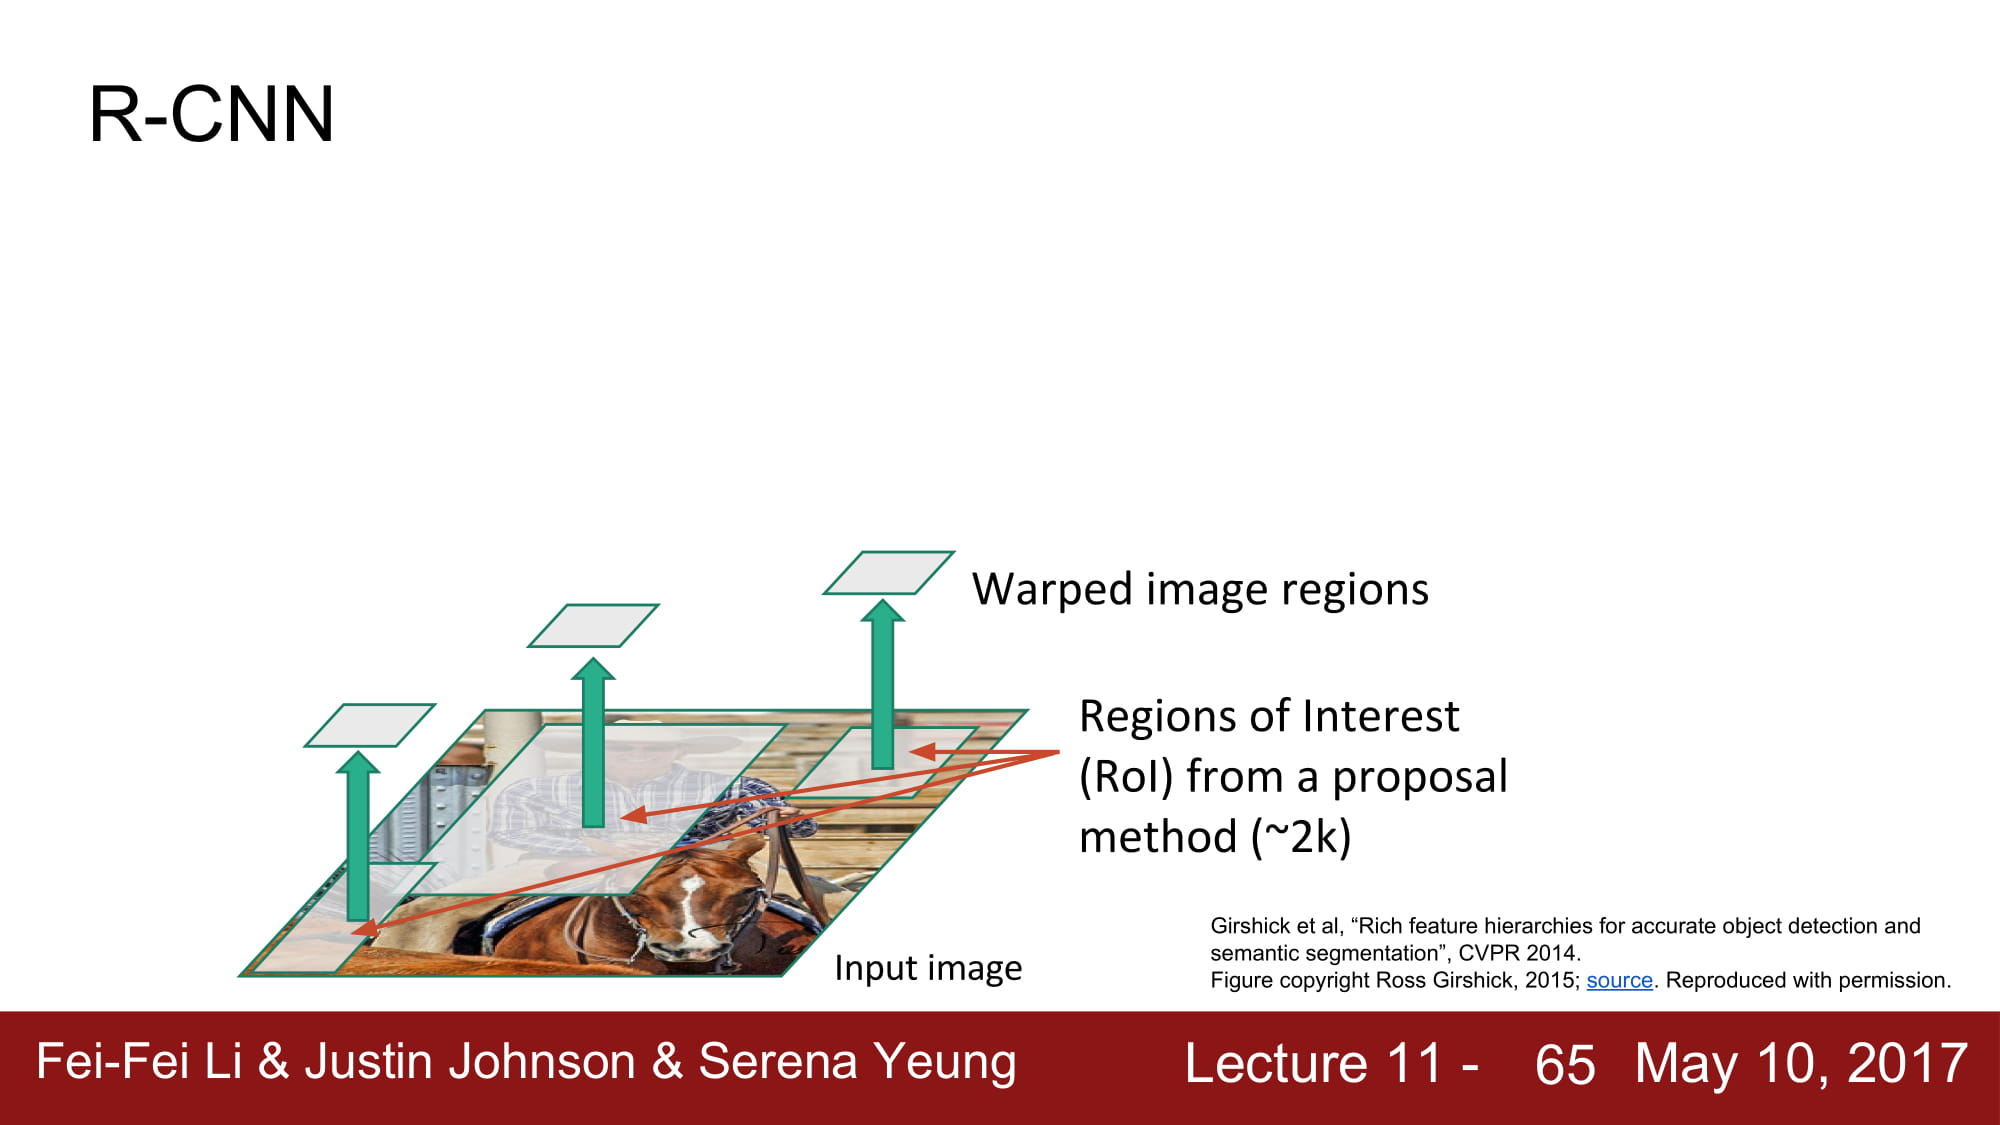 R-CNN
Warped image regions
Regions of Interest
(RoI) from a proposal
method (~2k)
Input image
Girshick et al, “Rich feature hierarchies for accurate object detection and
semantic segmentation”, CVPR 2014.
Figure copyright Ross Girshick, 2015; source. Reproduced with permission.
Fei-Fei Li & Justin Johnson & Serena Yeung
Lecture 11 - 65 May 10, 2017